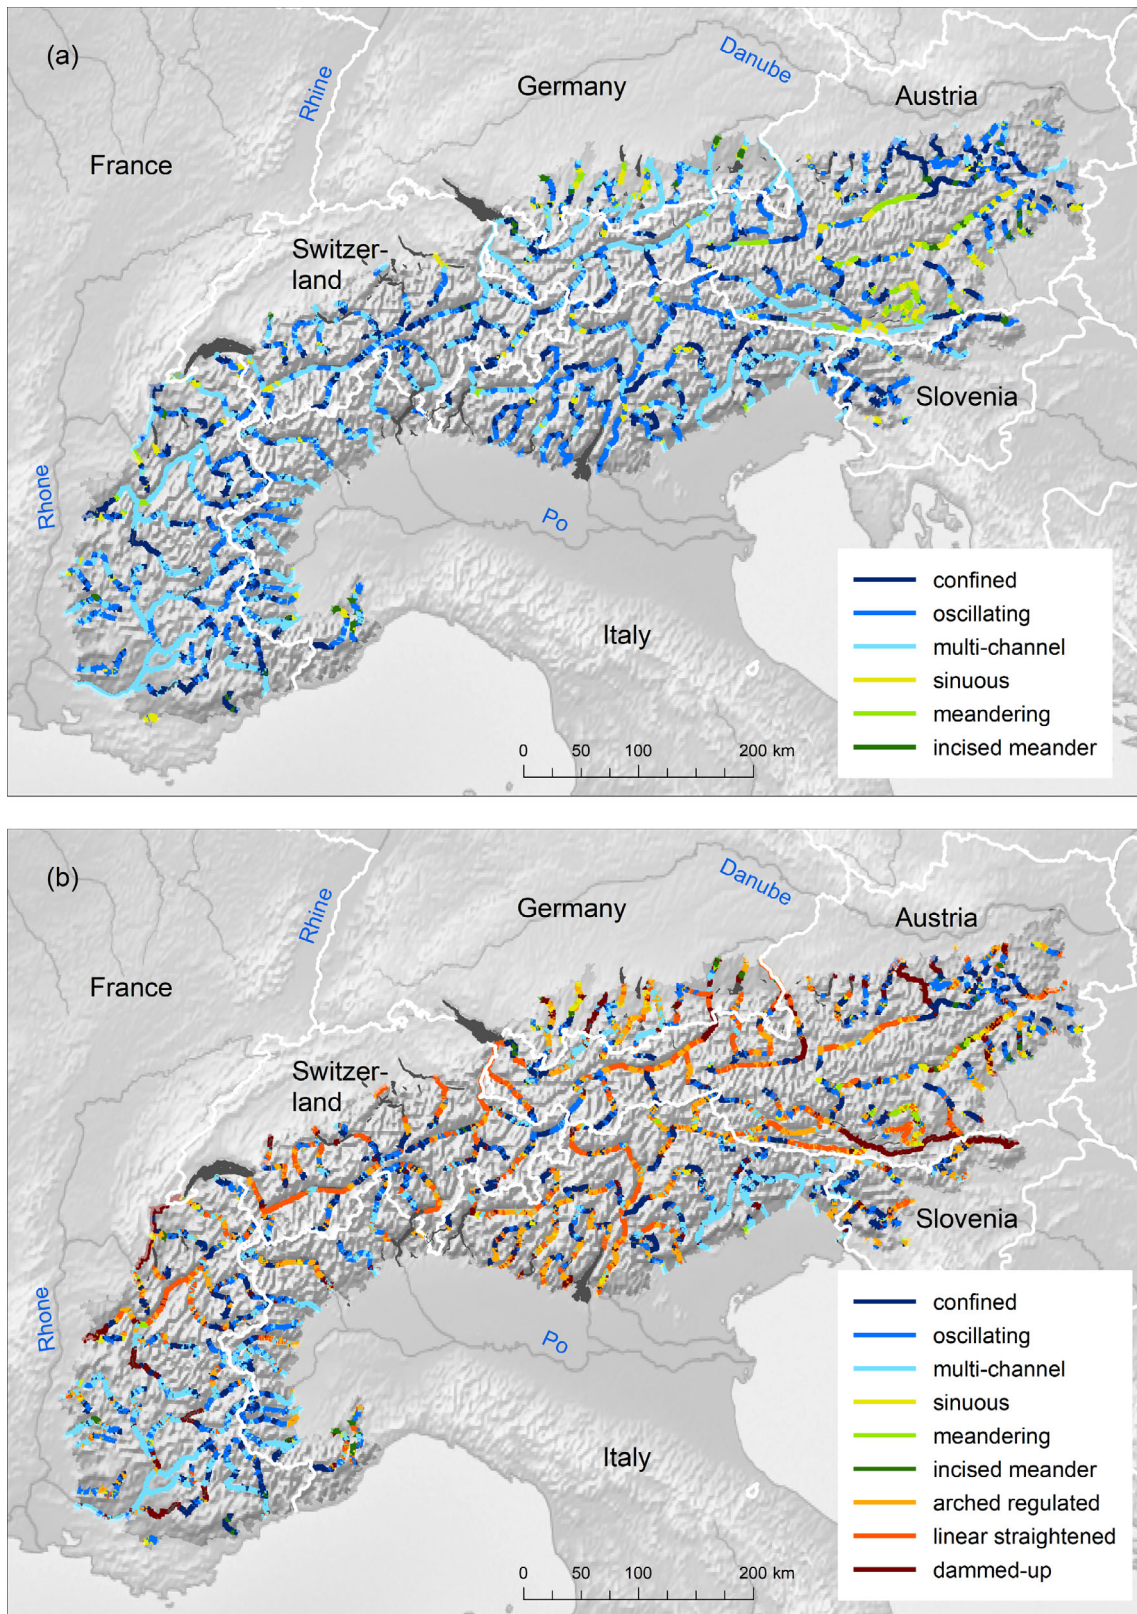 (a)
Germany
Danube
Austria
Rhine
France
Switzer-
land
Slovenia
Rhone
Po
Italy
confined
oscillating
multi-channel
sinuous
meandering
incised meander
0 50 100 200 km
(b)
Germany
Danube
Austria
Rhine
France
Switzer-
land
Slovenia
Rhone
Po
Italy
confined
oscillating
multi-channel
sinuous
meandering
incised meander
arched regulated
linear straightened
dammed-up
0 50 100 200 km